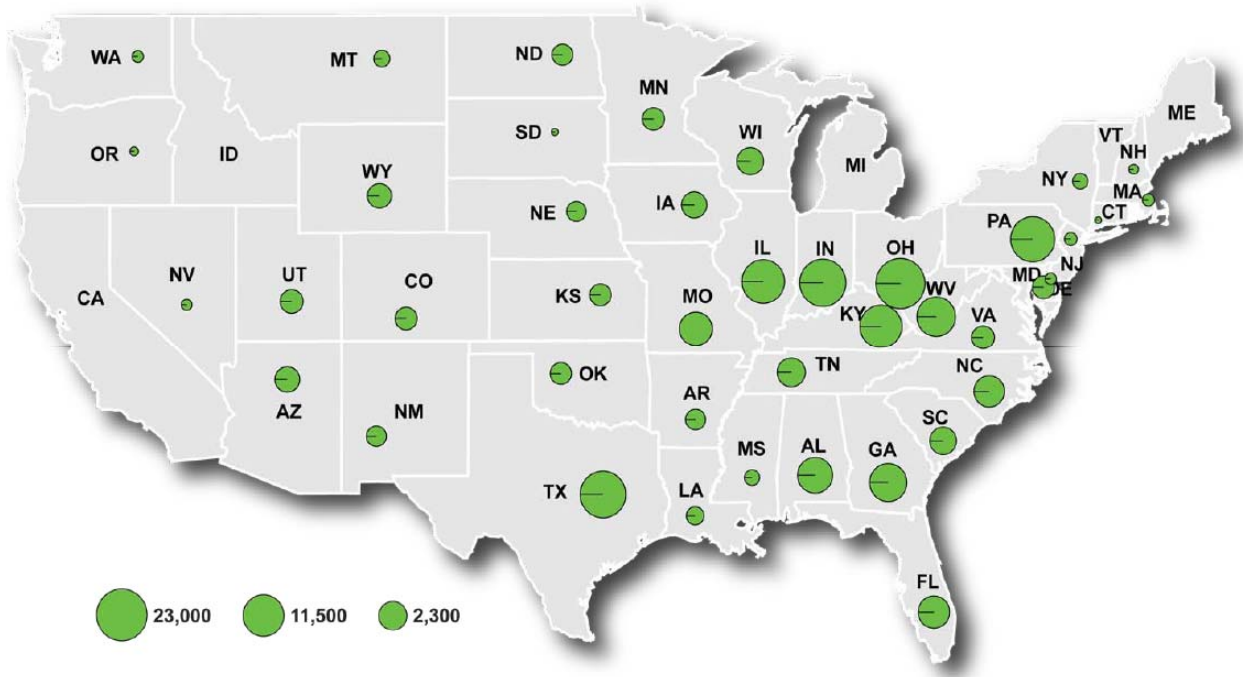 WA
MT
ND
MN
SD
OR
ID
WY
WI
MI
VT
ME
NH
NY
MA
CT
NE
IA
PA
NV
UT
CO
CA
KS
MO
IL
IN
OH
NJ
MD
DE
WV
KY
VA
AZ
NM
OK
AR
TN
NC
SC
MS
AL
GA
TX
LA
FL
23,000
11,500
2,300